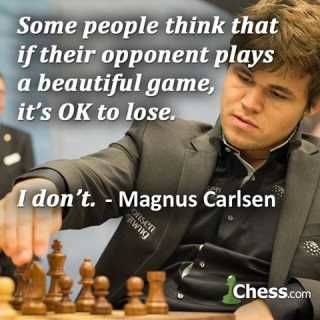 Some people think that
if their opponent plays
a beautiful game,
it's OK to lose.
I don't. - Magnus Carlsen
Chess.com